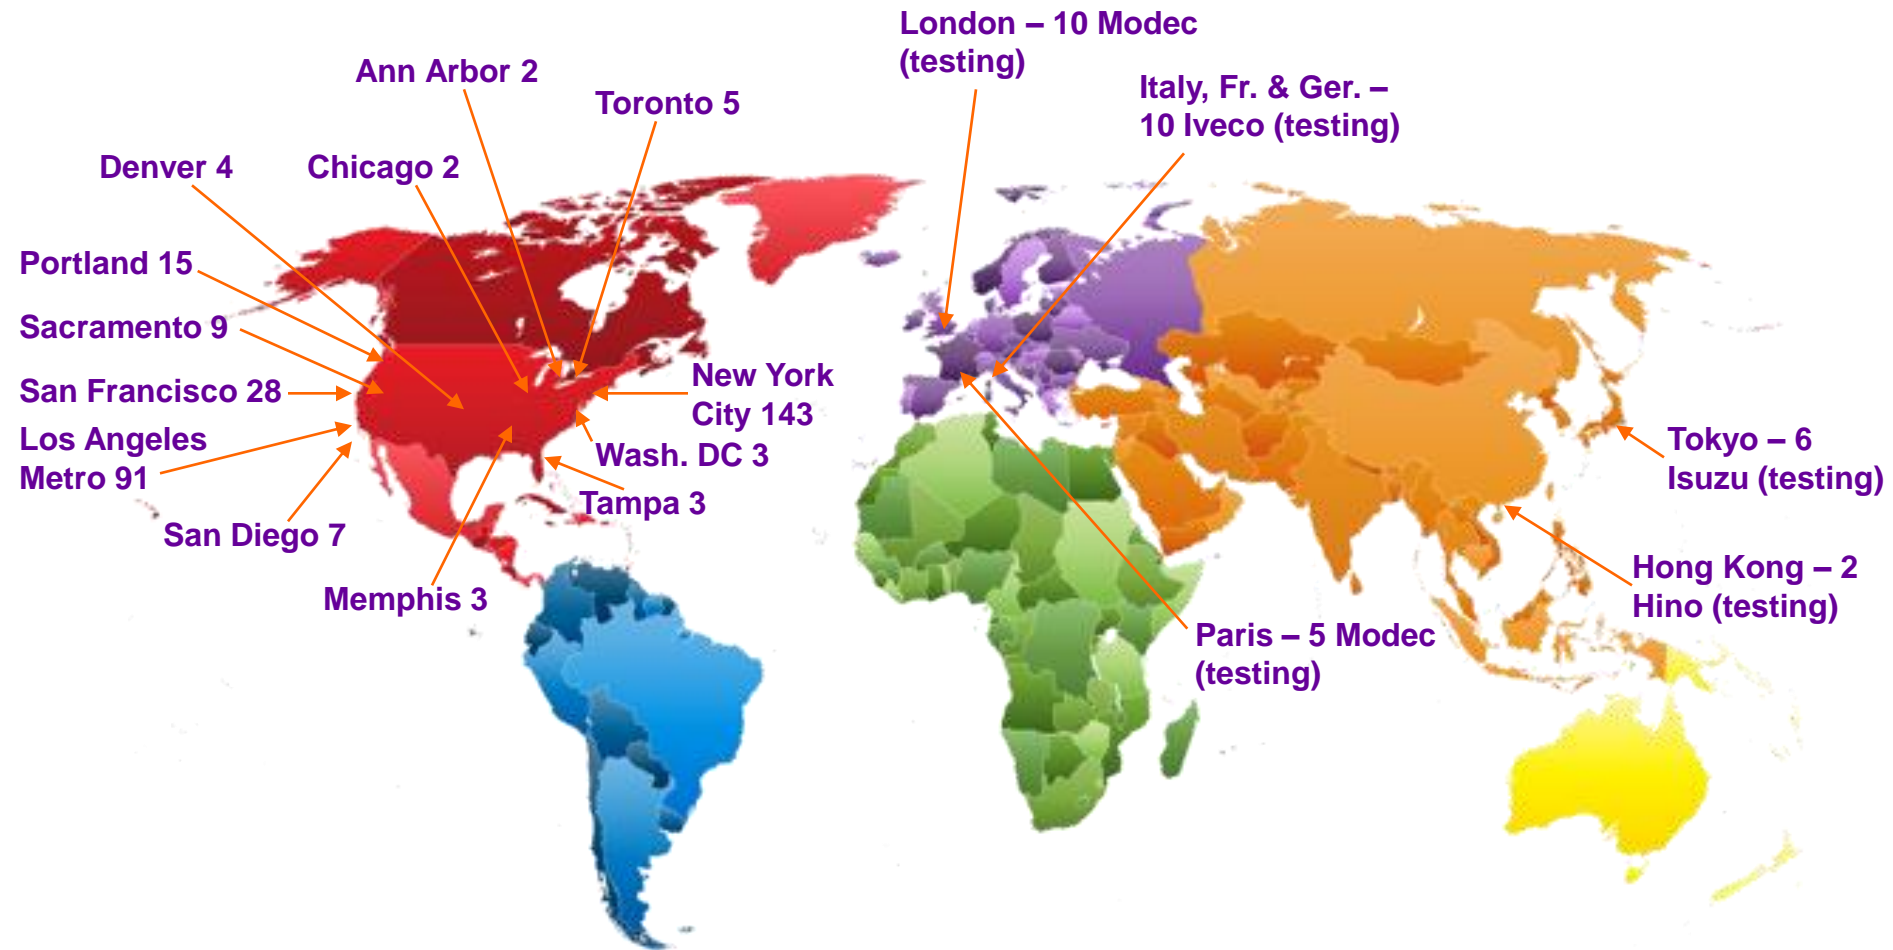 London – 10 Modec
(testing)
Ann Arbor 2
Italy, Fr. & Ger. –
10 Iveco (testing)
Toronto 5
Denver 4
Chicago 2
Portland 15
Sacramento 9
San Francisco 28
New York
City 143
Los Angeles
Metro 91
Wash. DC 3
Tokyo – 6
Isuzu (testing)
Tampa 3
San Diego 7
Hong Kong – 2
Hino (testing)
Memphis 3
Paris – 5 Modec
(testing)